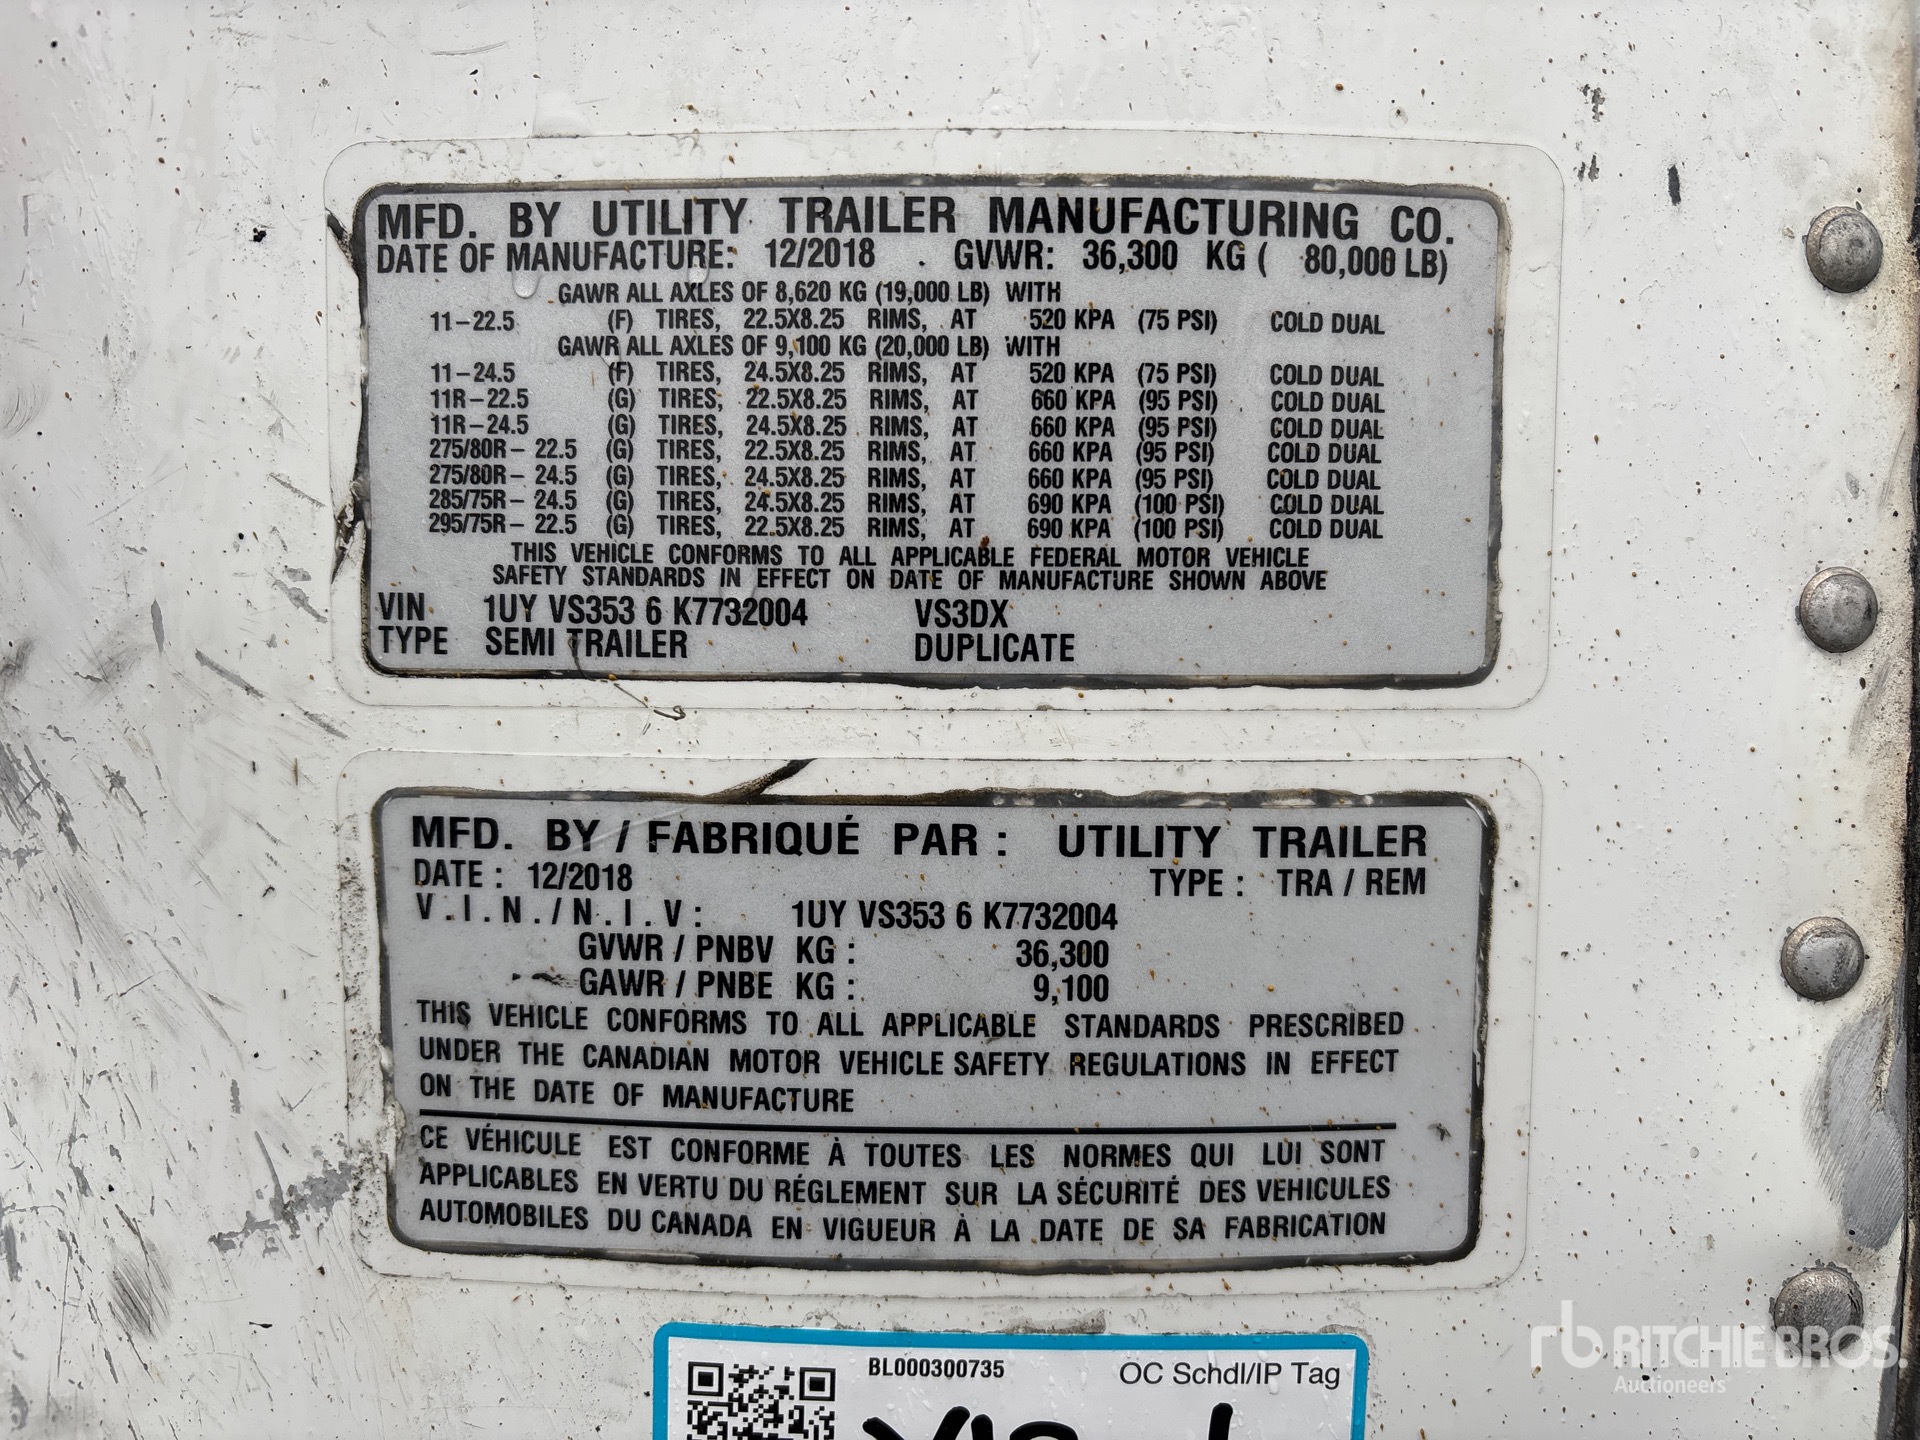 MFD. BY UTILITY TRAILER MANUFACTURING CO.
DATE OF MANUFACTURE: 12/2018 . GVWR: 36,300 KG ( 80,000 LB)
GAWR ALL AXLES OF 8,620 KG (19,000 LB) WITH
11-22.5 (F) TIRES, 22.5X8.25 RIMS, AT 520 KPA (75 PSI) COLD DUAL
GAWR ALL AXLES OF 9,100 KG (20,000 LB) WITH
11-24.5 (F) TIRES, 24.5X8.25 RIMS, AT 520 KPA (75 PSI) COLD DUAL
11R-22.5 (G) TIRES, 22.5X8.25 RIMS, AT 660 KPA (95 PSI) COLD DUAL
11R-24.5 (G) TIRES, 24.5X8.25 RIMS, AT 660 KPA (95 PSI) COLD DUAL
275/80R- 22.5 (G) TIRES, 22.5X8.25 RIMS, AT 660 KPA (95 PSI) COLD DUAL
275/80R- 24.5 (G) TIRES, 24.5X8.25 RIMS, AT 660 KPA (95 PSI) COLD DUAL
285/75R- 24.5 (G) TIRES, 24.5X8.25 RIMS, AT 690 KPA (100 PSI) COLD DUAL
295/75R- 22.5 (G) TIRES, 22.5X8.25 RIMS, AT 690 KPA (100 PSI) COLD DUAL
THIS VEHICLE CONFORMS TO ALL APPLICABLE FEDERAL MOTOR VEHICLE
SAFETY STANDARDS IN EFFECT ON DATE OF MANUFACTURE SHOWN ABOVE
VIN 1UY VS353 6 K7732004 VS3DX
TYPE SEMI TRAILER DUPLICATE
MFD. BY / FABRIQUÉ PAR : UTILITY TRAILER
DATE : 12/2018 TYPE : TRA / REM
V.I.N./N.I.V: 1UY VS353 6 K7732004
GVWR / PNBV KG : 36,300
GAWR / PNBE KG : 9,100
THIS VEHICLE CONFORMS TO ALL APPLICABLE STANDARDS PRESCRIBED
UNDER THE CANADIAN MOTOR VEHICLE SAFETY REGULATIONS IN EFFECT
ON THE DATE OF MANUFACTURE
CE VÉHICULE EST CONFORME À TOUTES LES NORMES QUI LUI SONT
APPLICABLES EN VERTU DU RÉGLEMENT SUR LA SÉCURITÉ DES VEHICULES
AUTOMOBILES DU CANADA EN VIGUEUR À LA DATE DE SA FABRICATION
BL000300735 OC Schdl/IP Tag
rb RITCHIE BROS.
Auctioneers